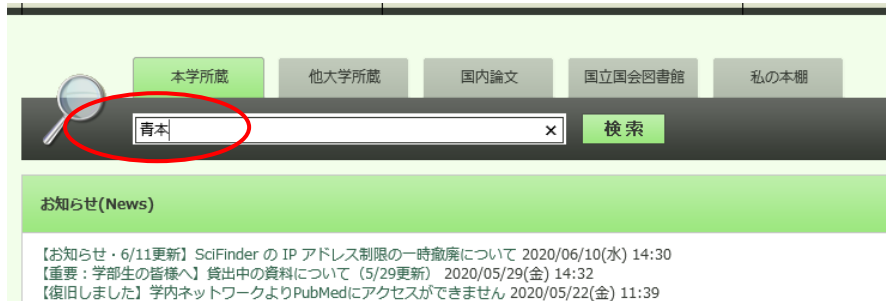 本学所蔵 他大学所蔵 国内論文 国立国会図書館 私の本棚
青本 × 検索
お知らせ(News)
【お知らせ・6/11更新】SciFinder の IP アドレス制限の一時撤廃について 2020/06/10(水) 14:30
【重要：学部生の皆様へ】貸出中の資料について（5/29更新） 2020/05/29(金) 14:32
【復旧しました】学内ネットワークよりPubMedにアクセスができません 2020/05/22(金) 11:39